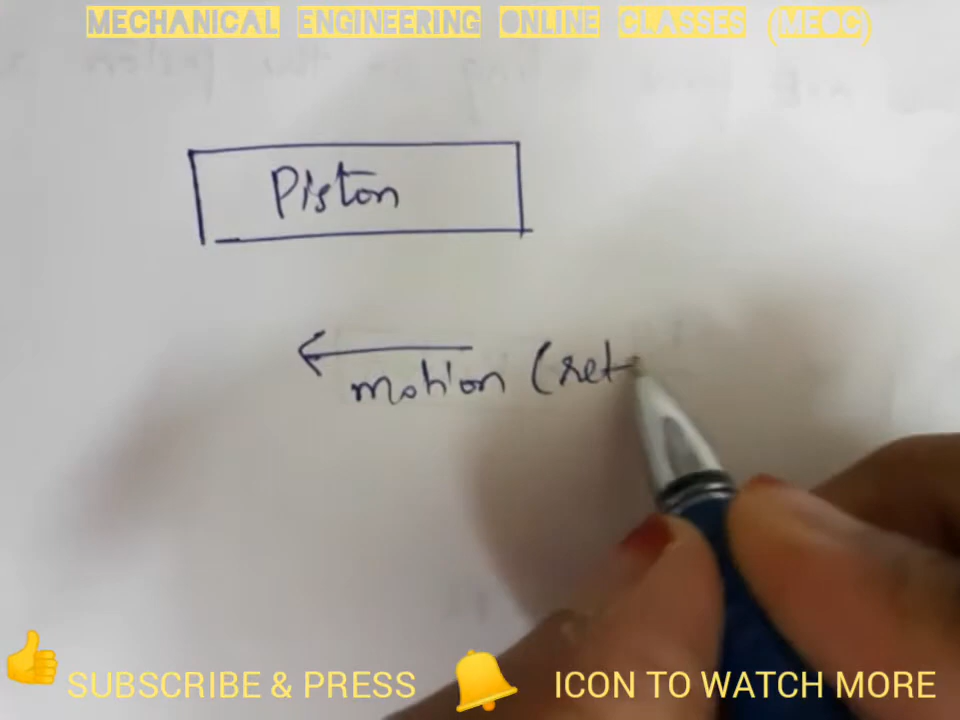 MECHANICAL ENGINEERING ONLINE CLASSES (MEOC)
Piston
motion (ret
SUBSCRIBE & PRESS ICON TO WATCH MORE